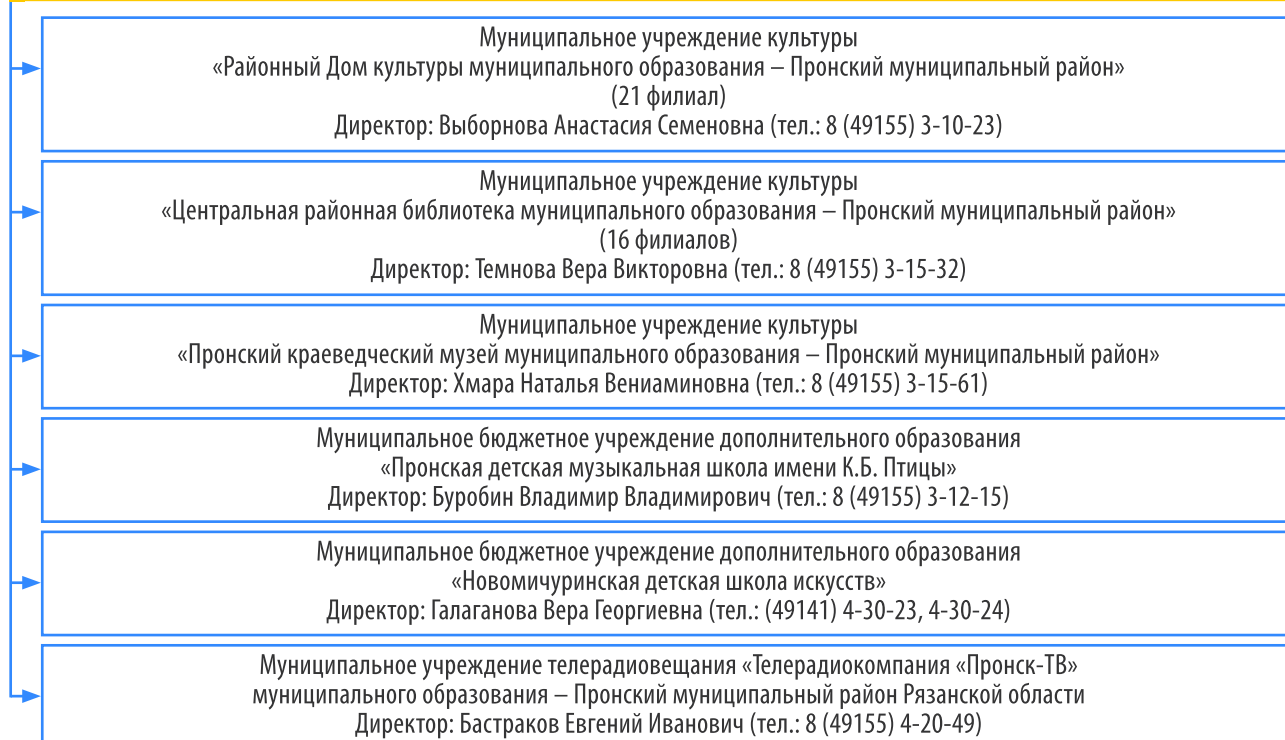 Муниципальное учреждение культуры
«Районный Дом культуры муниципального образования – Пронский муниципальный район»
(21 филиал)
Директор: Выборнова Анастасия Семеновна (тел.: 8 (49155) 3-10-23)
Муниципальное учреждение культуры
«Центральная районная библиотека муниципального образования – Пронский муниципальный район»
(16 филиалов)
Директор: Темнова Вера Викторовна (тел.: 8 (49155) 3-15-32)
Муниципальное учреждение культуры
«Пронский краеведческий музей муниципального образования – Пронский муниципальный район»
Директор: Хмара Наталья Вениаминовна (тел.: 8 (49155) 3-15-61)
Муниципальное бюджетное учреждение дополнительного образования
«Пронская детская музыкальная школа имени К.Б. Птицы»
Директор: Буробин Владимир Владимирович (тел.: 8 (49155) 3-12-15)
Муниципальное бюджетное учреждение дополнительного образования
«Новомичуринская детская школа искусств»
Директор: Галаганова Вера Георгиевна (тел.: (49141) 4-30-23, 4-30-24)
Муниципальное учреждение телерадиовещания «Телерадиокомпания «Пронск-ТВ»
муниципального образования – Пронский муниципальный район Рязанской области
Директор: Бастраков Евгений Иванович (тел.: 8 (49155) 4-20-49)